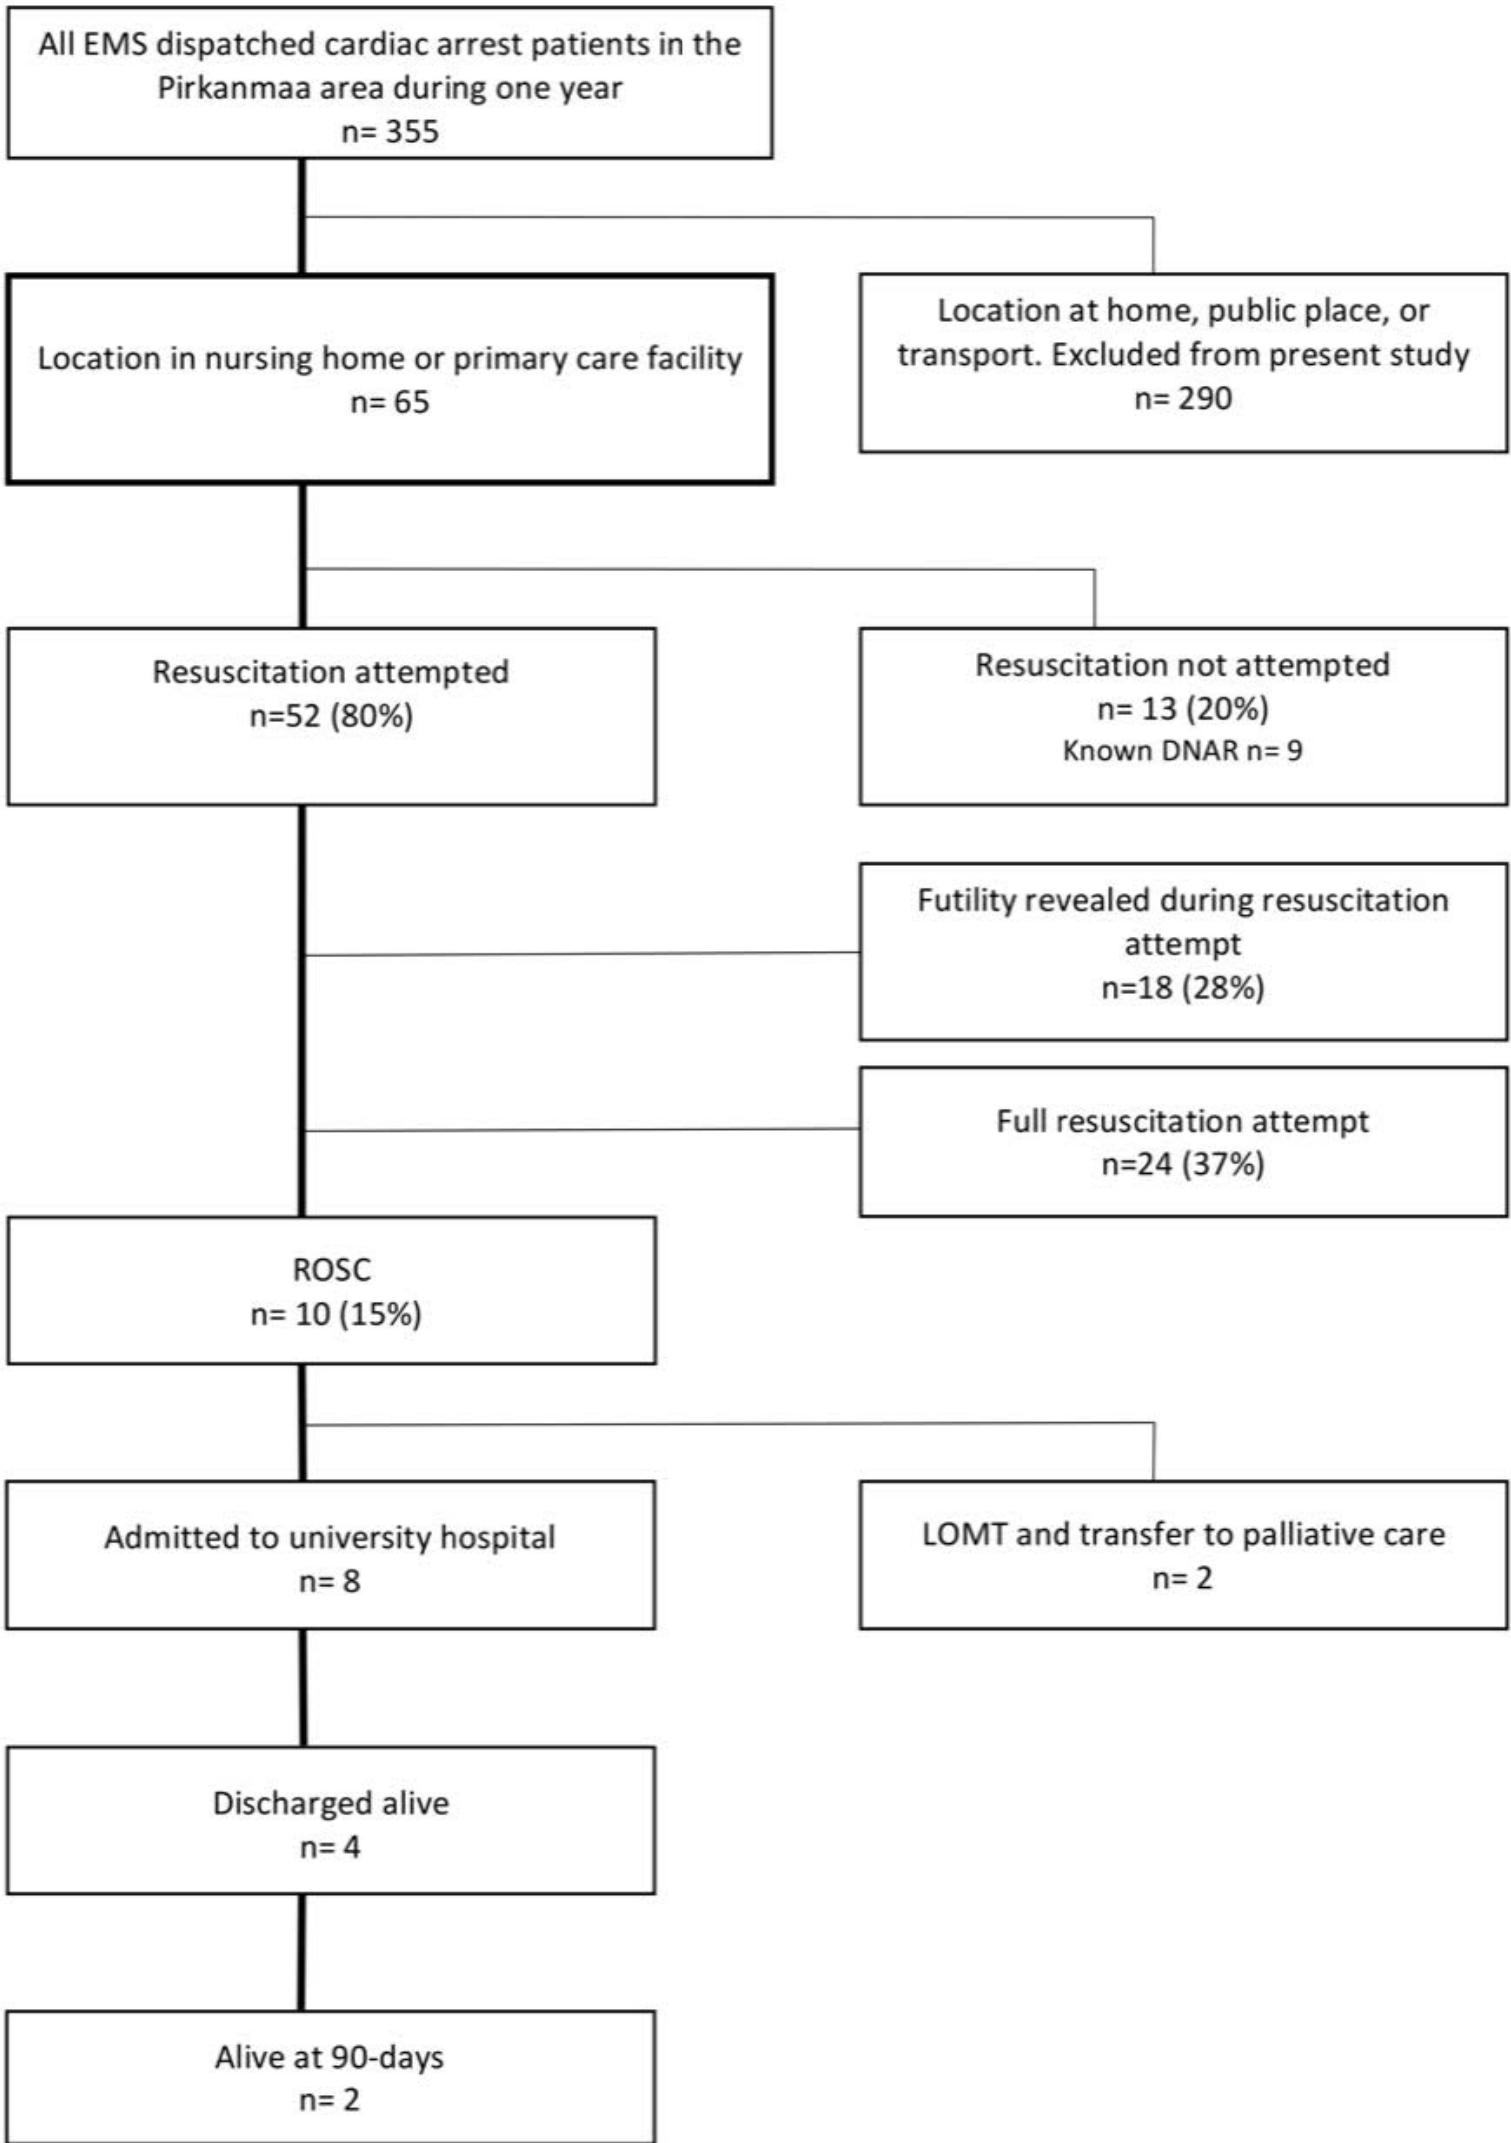 All EMS dispatched cardiac arrest patients in the
Pirkanmaa area during one year
n= 355
Location in nursing home or primary care facility
n= 65
Location at home, public place, or
transport. Excluded from present study
n= 290
Resuscitation attempted
n=52 (80%)
Resuscitation not attempted
n= 13 (20%)
Known DNAR n= 9
Futility revealed during resuscitation
attempt
n=18 (28%)
Full resuscitation attempt
n=24 (37%)
ROSC
n= 10 (15%)
Admitted to university hospital
n= 8
LOMT and transfer to palliative care
n= 2
Discharged alive
n= 4
Alive at 90-days
n= 2